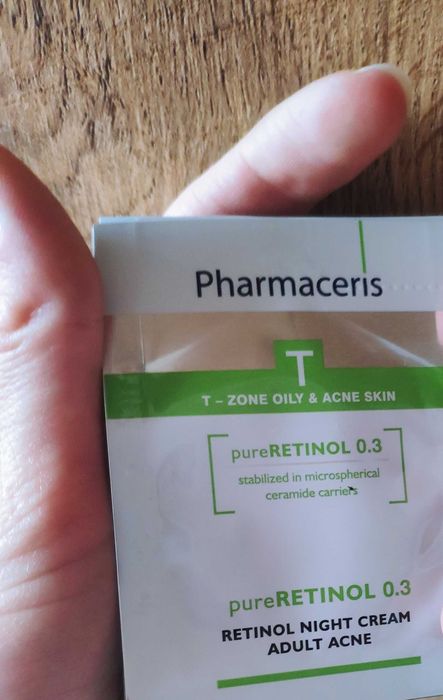 Pharmaceris
T
T – ZONE OILY & ACNE SKIN
pureRETINOL 0.3
stabilized in microspherical
ceramide carriers
pureRETINOL 0.3
RETINOL NIGHT CREAM
ADULT ACNE